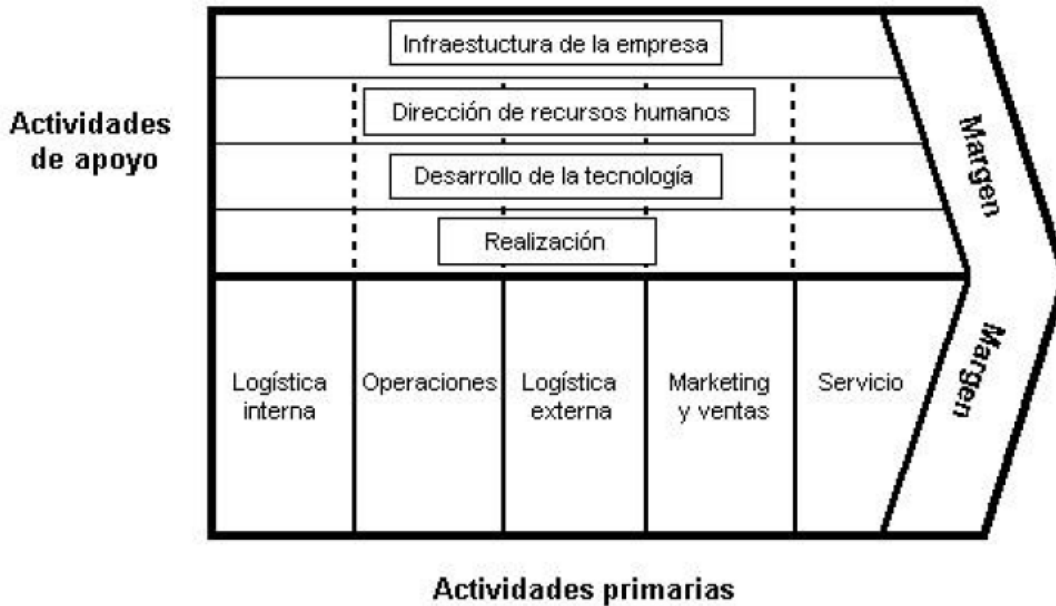 Infraestuctura de la empresa
Dirección de recursos humanos
Actividades
de apoyo
Desarrollo de la tecnología
Realización
Margen
Margen
Logística
interna
Operaciones
Logística
externa
Marketing
y ventas
Servicio
Actividades primarias